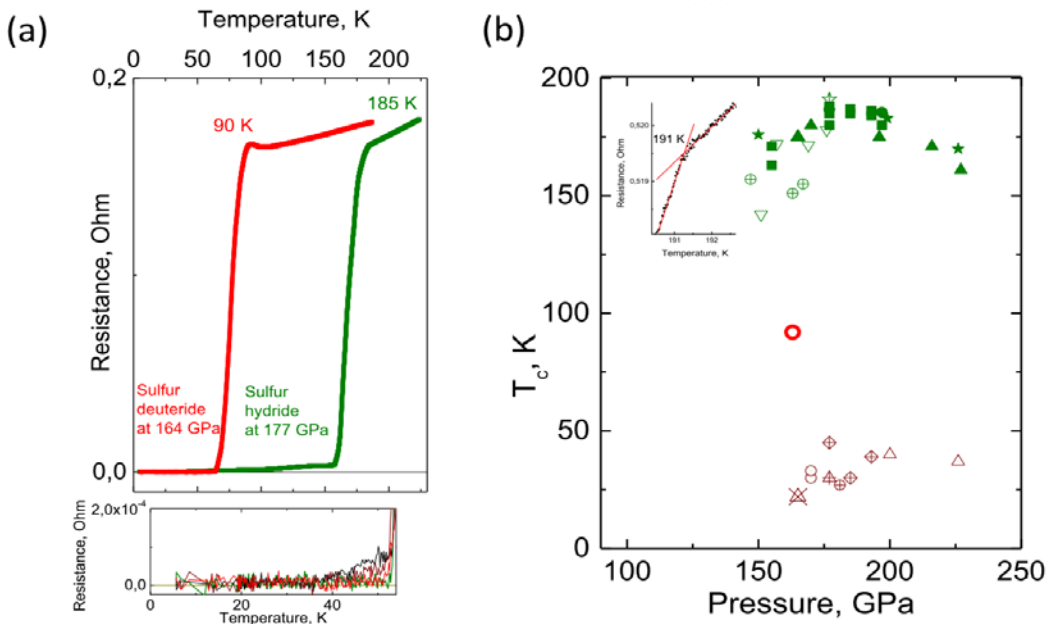 (a)
Temperature, K
0 50 100 150 200
0,2
0,0
Resistance, Ohm
90 K
185 K
Sulfur
deuteride
at 164 GPa
Sulfur
hydride
at 177 GPa
2,0x10⁻⁴
0,0
Resistance, Ohm
0 20 40
Temperature, K
(b)
200
150
100
50
0
T_c, K
0,520
0,519
Resistance, Ohm
191 K
191 192
Temperature, K
100 150 200 250
Pressure, GPa